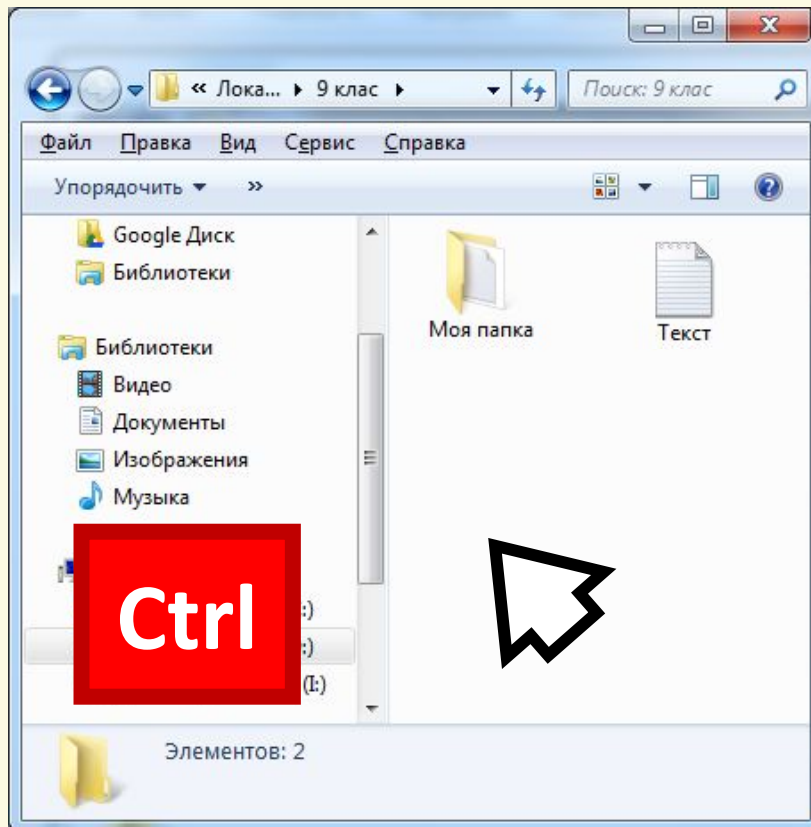 « Лока... 9 клас
Поиск: 9 клас
Файл Правка Вид Сервис Справка
Упорядочить »
Google Диск
Библиотеки
Библиотеки
Видео
Документы
Изображения
Музыка
Ctrl
:)
:)
(I:)
Моя папка
Текст
Элементов: 2